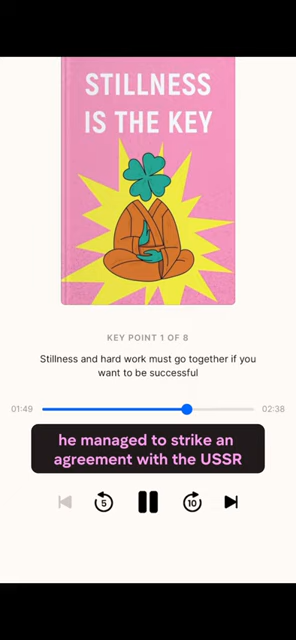 STILLNESS
IS THE KEY
KEY POINT 1 OF 8
Stillness and hard work must go together if you
want to be successful
01:49
02:38
he managed to strike an
agreement with the USSR
5
10